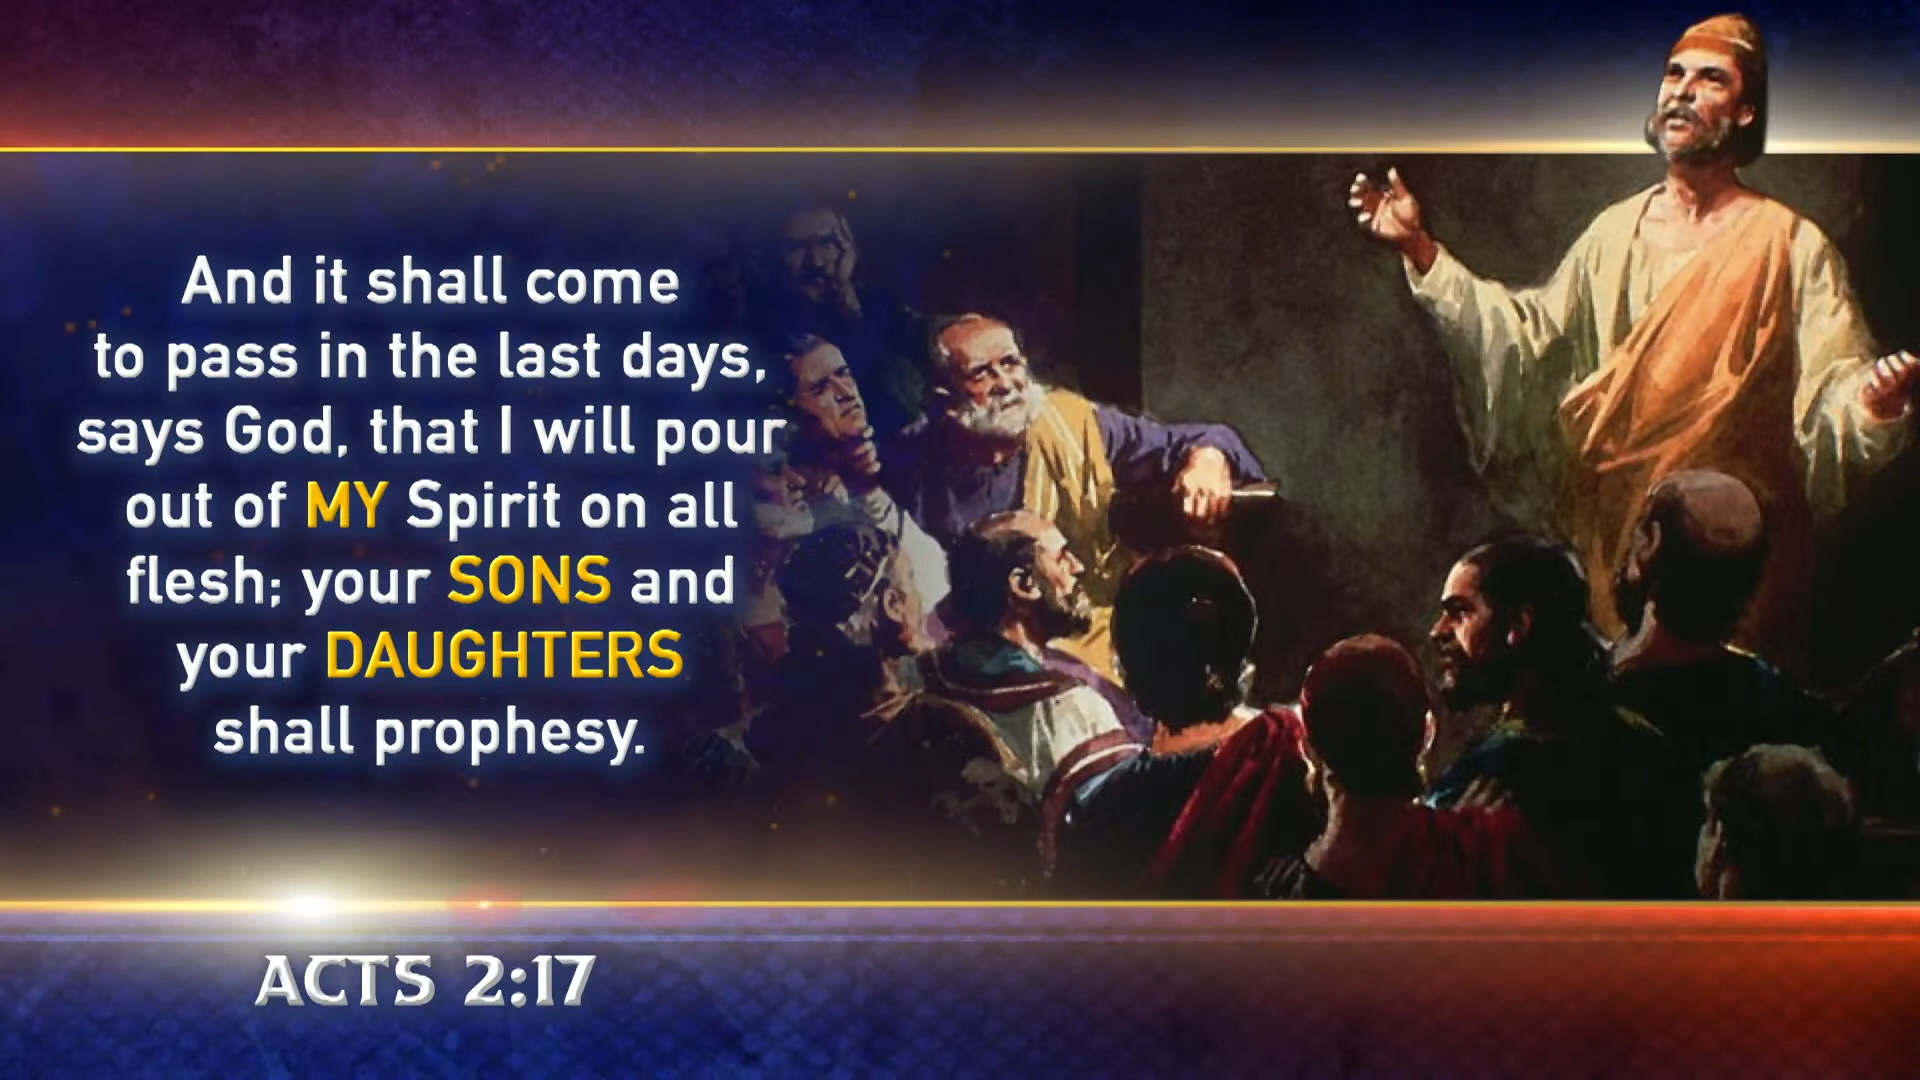 And it shall come
to pass in the last days,
says God, that I will pour
out of MY Spirit on all
flesh; your SONS and
your DAUGHTERS
shall prophesy.
ACTS 2:17